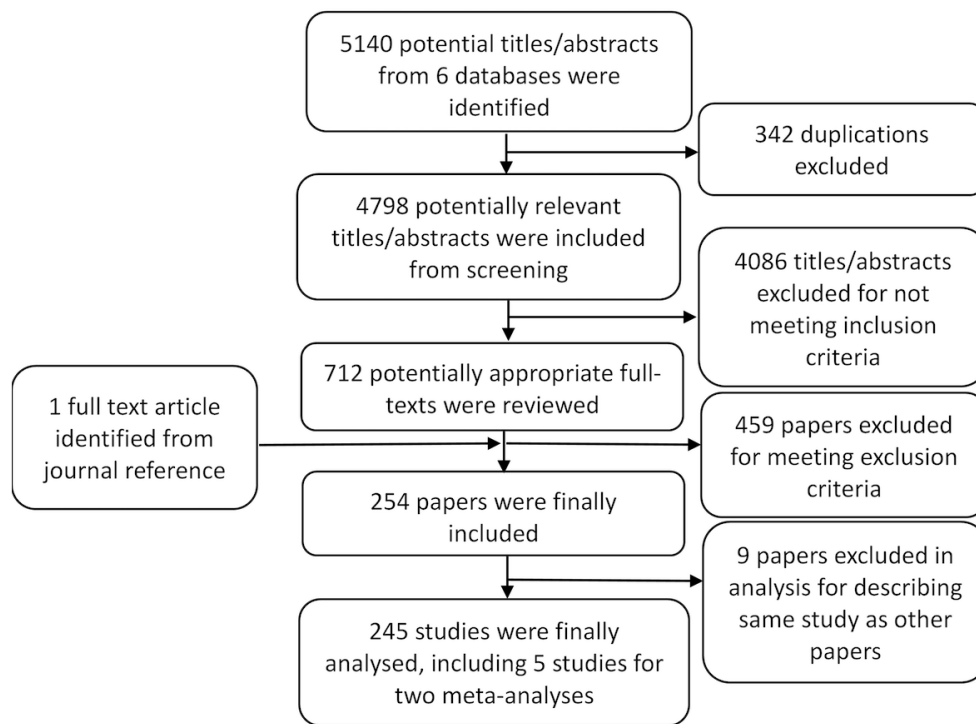 5140 potential titles/abstracts
from 6 databases were
identified
342 duplications
excluded
4798 potentially relevant
titles/abstracts were included
from screening
4086 titles/abstracts
excluded for not
meeting inclusion
criteria
712 potentially appropriate full-
texts were reviewed
1 full text article
identified from
journal reference
459 papers excluded
for meeting exclusion
criteria
254 papers were finally
included
9 papers excluded in
analysis for describing
same study as other
papers
245 studies were finally
analysed, including 5 studies for
two meta-analyses